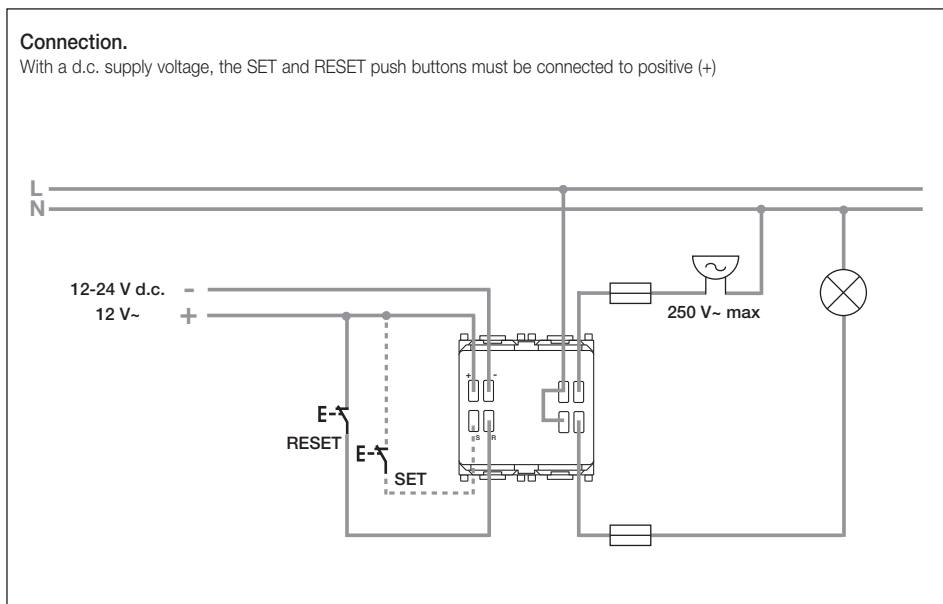 Connection.
With a d.c. supply voltage, the SET and RESET push buttons must be connected to positive (+)
L
N
12-24 V d.c. -
12 V~ +
250 V~ max
+ -
E
RESET
S R
E
SET